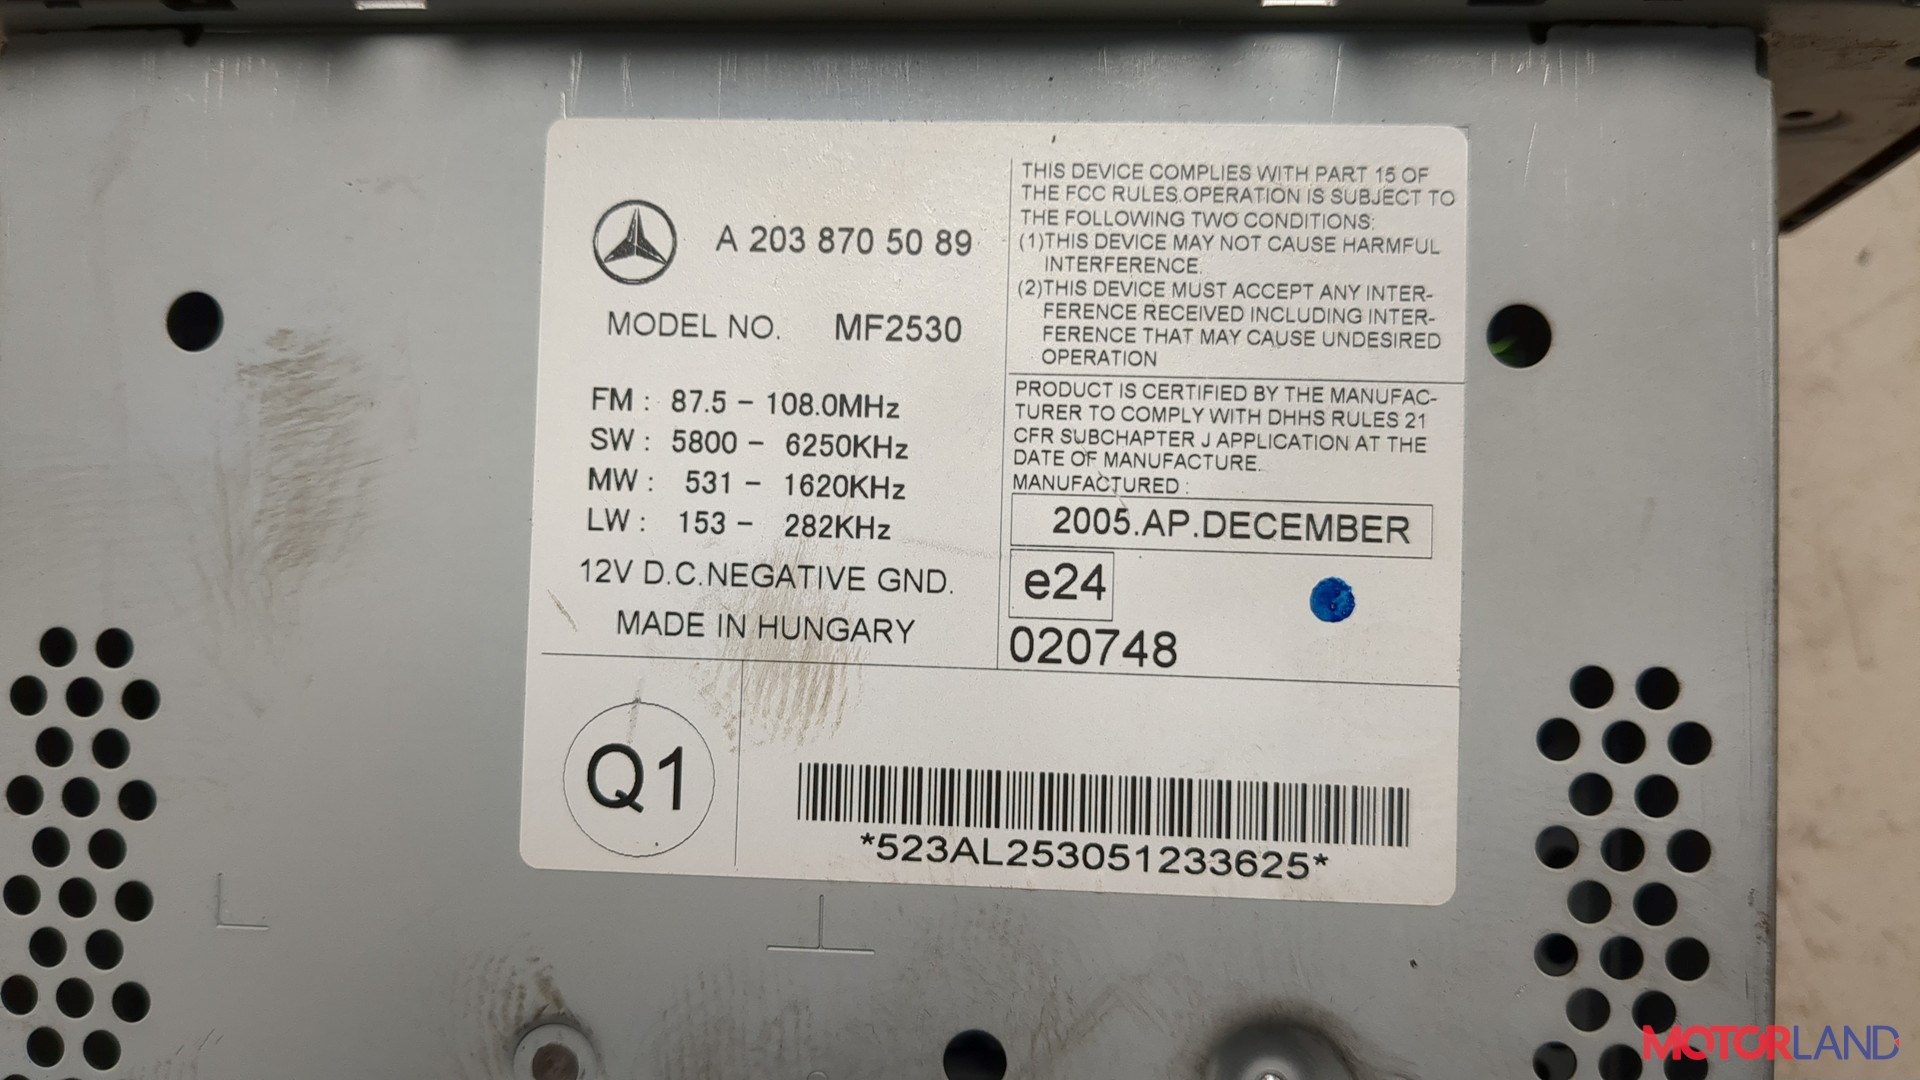 A 203 870 50 89
MODEL NO. MF2530
FM : 87.5 – 108.0MHz
SW : 5800 – 6250KHz
MW : 531 – 1620KHz
LW : 153 – 282KHz
12V D.C.NEGATIVE GND.
MADE IN HUNGARY
THIS DEVICE COMPLIES WITH PART 15 OF
THE FCC RULES.OPERATION IS SUBJECT TO
THE FOLLOWING TWO CONDITIONS:
(1)THIS DEVICE MAY NOT CAUSE HARMFUL
INTERFERENCE.
(2)THIS DEVICE MUST ACCEPT ANY INTER-
FERENCE RECEIVED INCLUDING INTER-
FERENCE THAT MAY CAUSE UNDESIRED
OPERATION
PRODUCT IS CERTIFIED BY THE MANUFAC-
TURER TO COMPLY WITH DHHS RULES 21
CFR SUBCHAPTER J APPLICATION AT THE
DATE OF MANUFACTURE.
MANUFACTURED :
2005.AP.DECEMBER
e24
020748
Q1
*523AL253051233625*
MOTORLAND